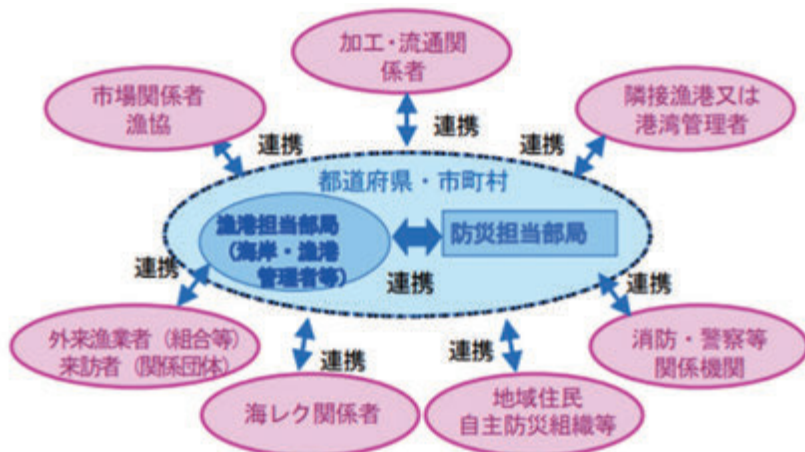 加工・流通関
係者
市場関係者
漁協
隣接漁港又は
港湾管理者
連携
連携
連携
都道府県・市町村
漁港担当部局
(海岸・漁港
管理者等)
防災担当部局
連携
連携
連携
外来漁業者(組合等)
来訪者(関係団体)
消防・警察等
関係機関
連携
連携
海レク関係者
地域住民
自主防災組織等